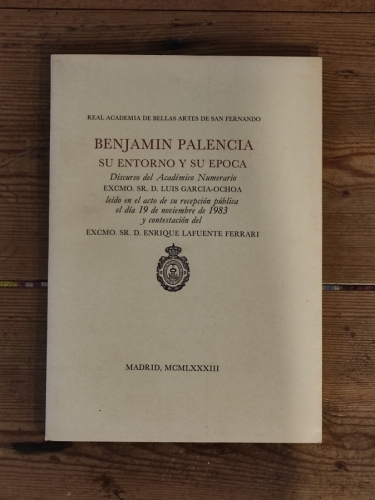 REAL ACADEMIA DE BELLAS ARTES DE SAN FERNANDO
BENJAMIN PALENCIA
SU ENTORNO Y SU EPOCA
Discurso del Académico Numerario
EXCMO. SR. D. LUIS GARCIA-OCHOA
leído en el acto de su recepción pública
el día 19 de noviembre de 1983
y contestación del
EXCMO. SR. D. ENRIQUE LAFUENTE FERRARI
MADRID, MCMLXXXIII